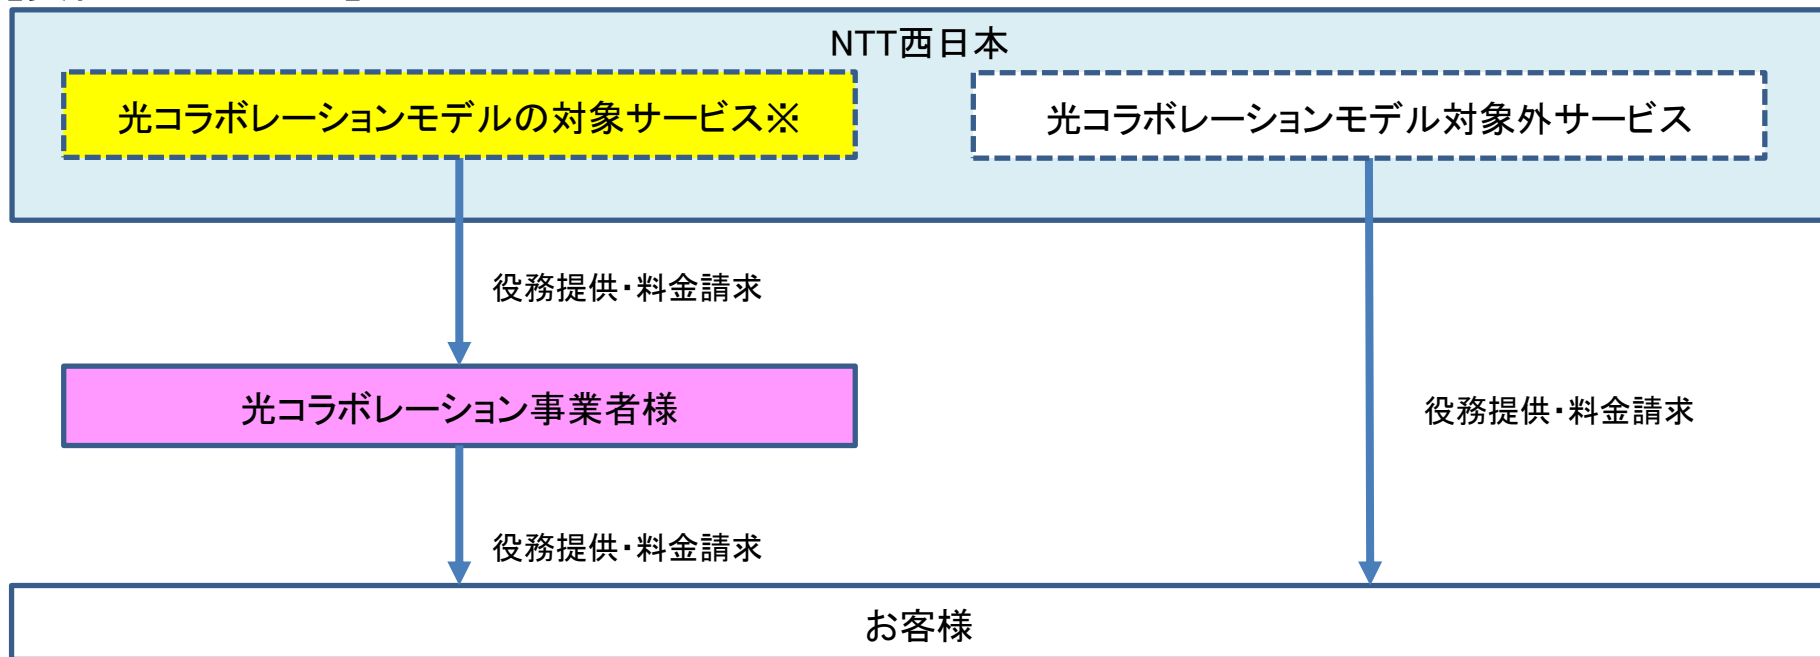 NTT西日本
光コラボレーションモデルの対象サービス※
光コラボレーションモデル対象外サービス
役務提供・料金請求
光コラボレーション事業者様
役務提供・料金請求
役務提供・料金請求
お客様